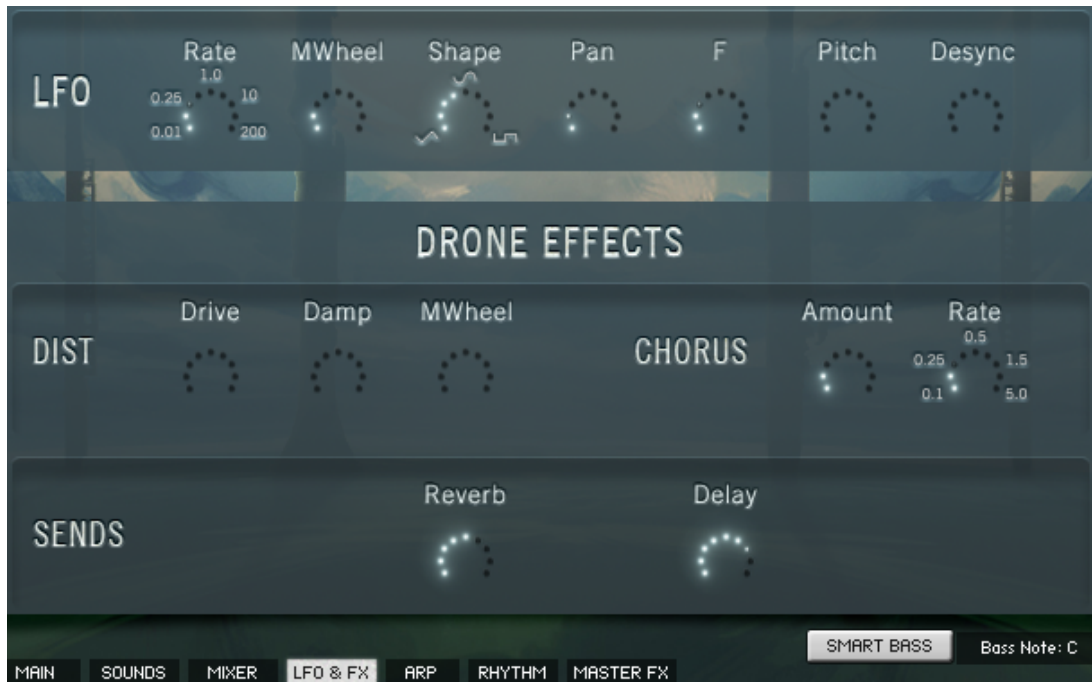 LFO
Rate MWheel Shape Pan F Pitch Desync
1.0
0.25 10
0.01 200
DRONE EFFECTS
DIST
Drive Damp MWheel
CHORUS
Amount Rate
0.5
0.25 1.5
0.1 5.0
SENDS
Reverb Delay
SMART BASS Bass Note: C
MAIN SOUNDS MIXER LFO & FX ARP RHYTHM MASTER FX